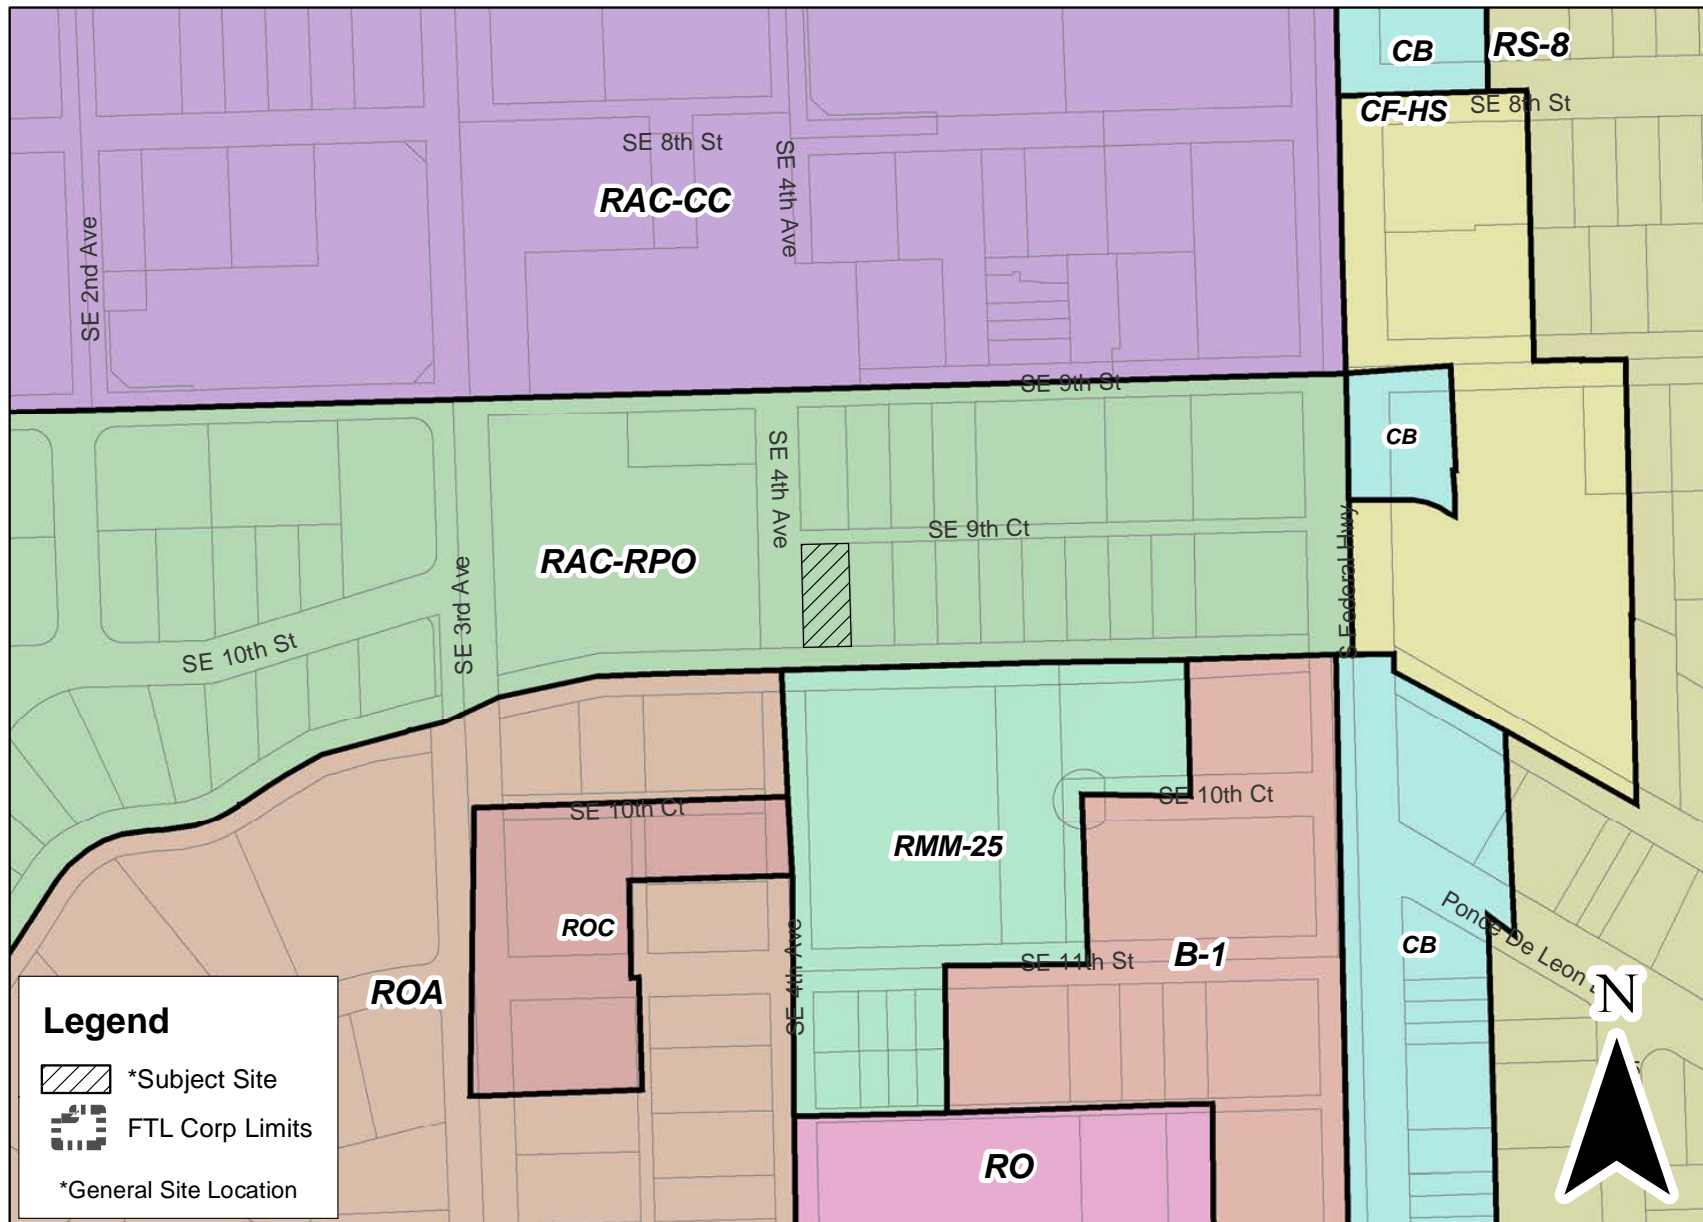 CB
RS-8
CF-HS
SE 8th St
SE 8th St
SE 4th Ave
RAC-CC
SE 2nd Ave
SE 9th St
CB
SE 4th Ave
SE 9th Ct
RAC-RPO
S Federal Hwy
SE 3rd Ave
SE 10th St
SE 10th Ct
SE 10th Ct
RMM-25
Ponce De Leon
ROC
CB
SE 4th Ave
SE 11th St
B-1
ROA
N
Legend
*Subject Site
FTL Corp Limits
RO
*General Site Location